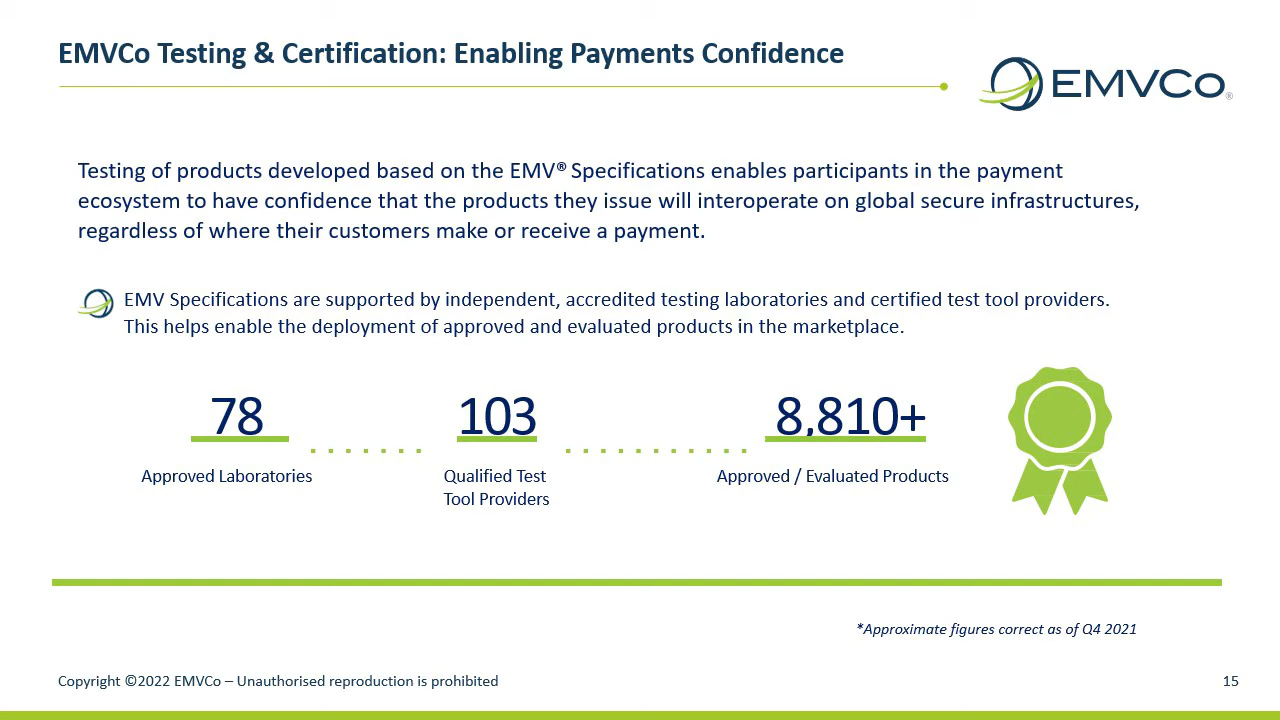 EMVCo Testing & Certification: Enabling Payments Confidence
EMVCo®
Testing of products developed based on the EMV® Specifications enables participants in the payment
ecosystem to have confidence that the products they issue will interoperate on global secure infrastructures,
regardless of where their customers make or receive a payment.
EMV Specifications are supported by independent, accredited testing laboratories and certified test tool providers.
This helps enable the deployment of approved and evaluated products in the marketplace.
78
Approved Laboratories
103
Qualified Test
Tool Providers
8,810+
Approved / Evaluated Products
*Approximate figures correct as of Q4 2021
Copyright ©2022 EMVCo – Unauthorised reproduction is prohibited
15